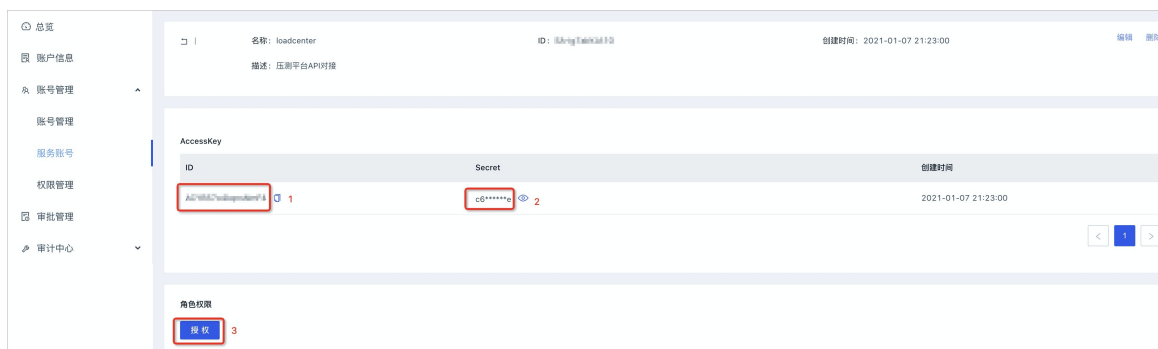 总览
账户信息
账号管理
账号管理
服务账号
权限管理
审批管理
审计中心
名称: loadcenter
ID:
创建时间: 2021-01-07 21:23:00
编辑
描述: 压测平台API对接
AccessKey
ID
Secret
创建时间
1
c6******e
2
2021-01-07 21:23:00
<
1
>
角色权限
授权
3